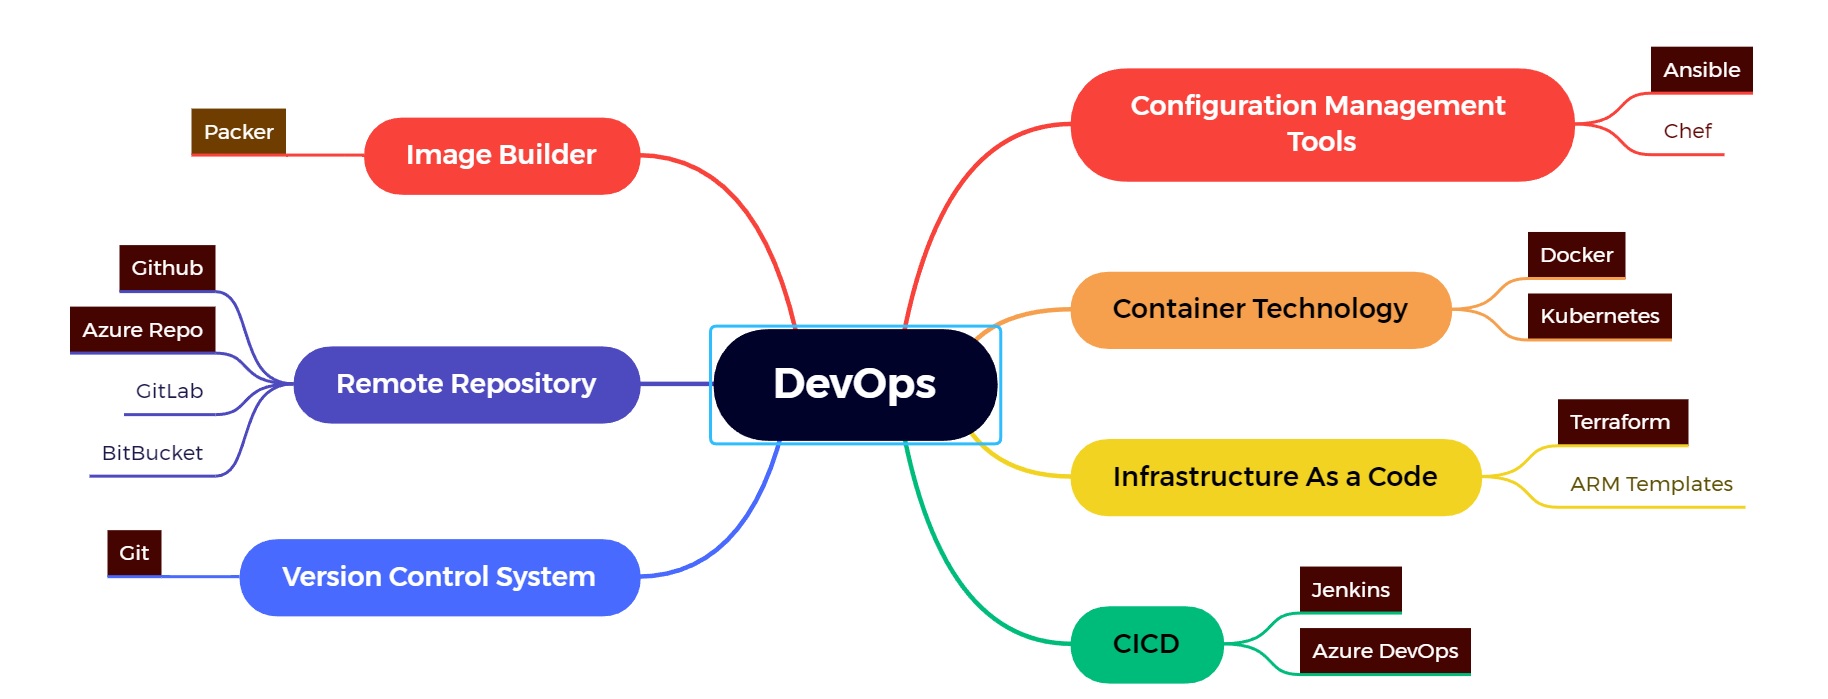 DevOps
Image Builder
Packer
Remote Repository
Github
Azure Repo
GitLab
BitBucket
Version Control System
Git
Configuration Management
Tools
Ansible
Chef
Container Technology
Docker
Kubernetes
Infrastructure As a Code
Terraform
ARM Templates
CICD
Jenkins
Azure DevOps